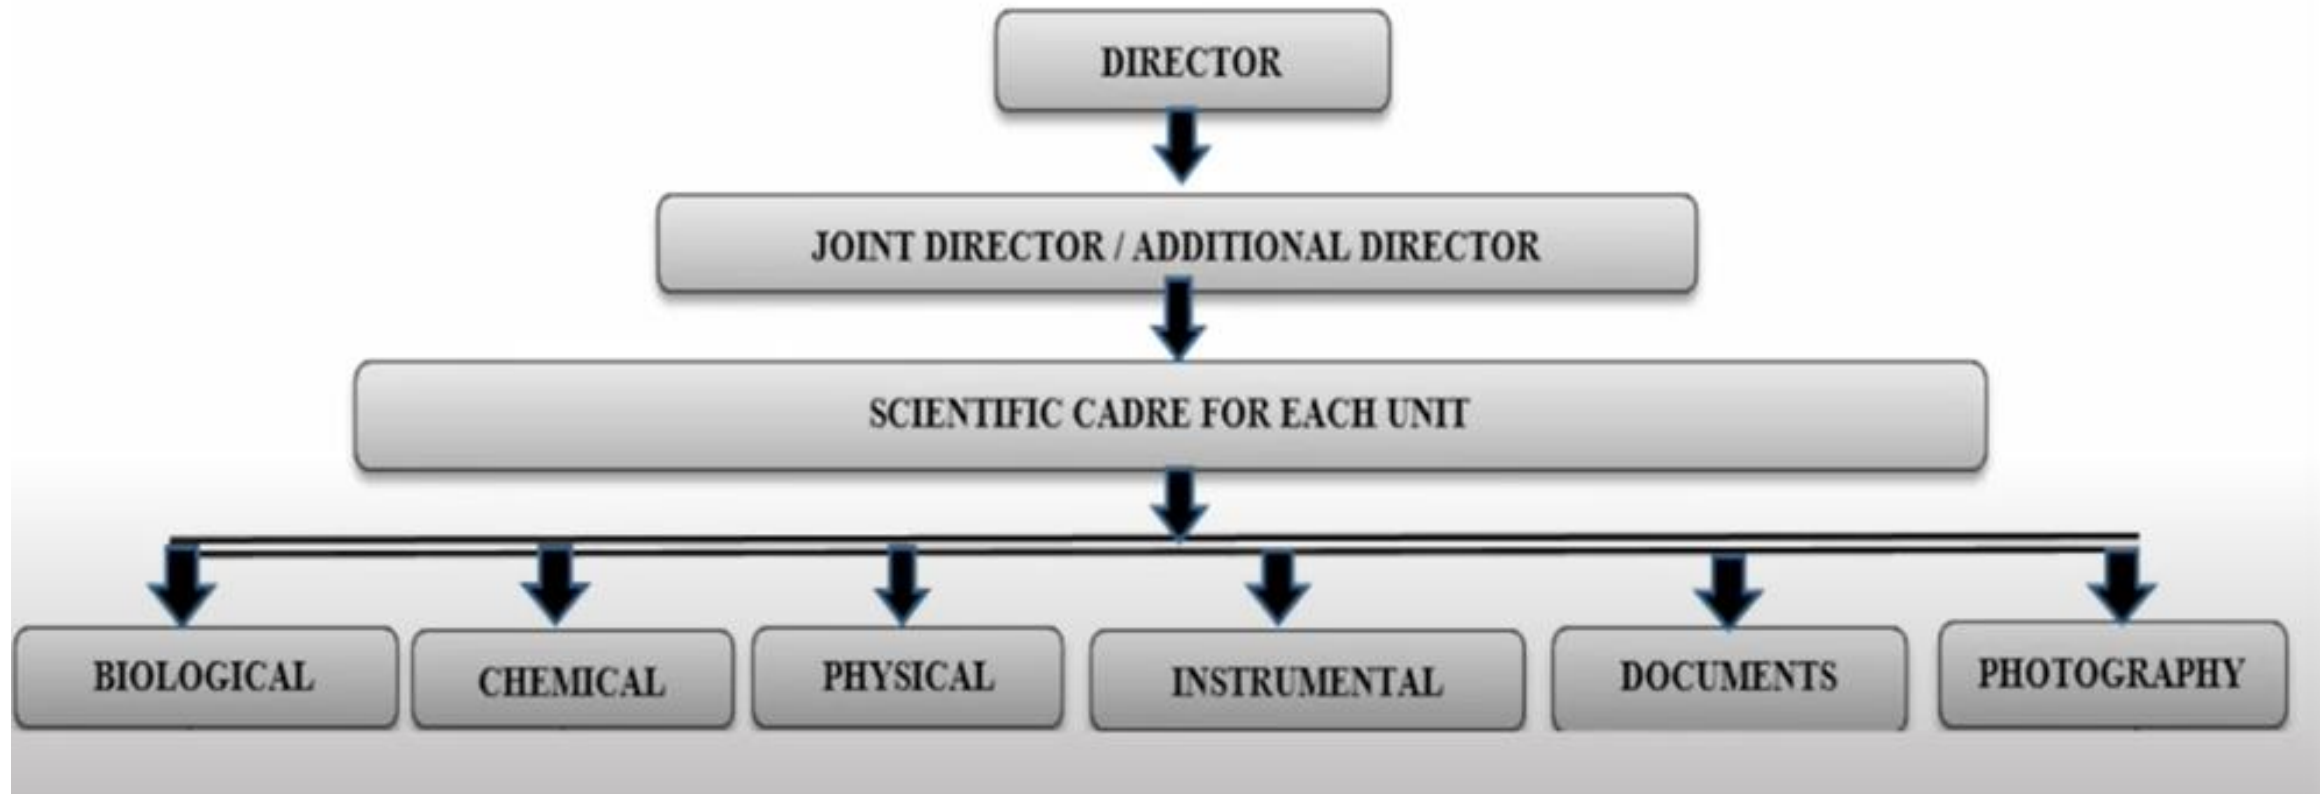 DIRECTOR
JOINT DIRECTOR / ADDITIONAL DIRECTOR
SCIENTIFIC CADRE FOR EACH UNIT
BIOLOGICAL
CHEMICAL
PHYSICAL
INSTRUMENTAL
DOCUMENTS
PHOTOGRAPHY